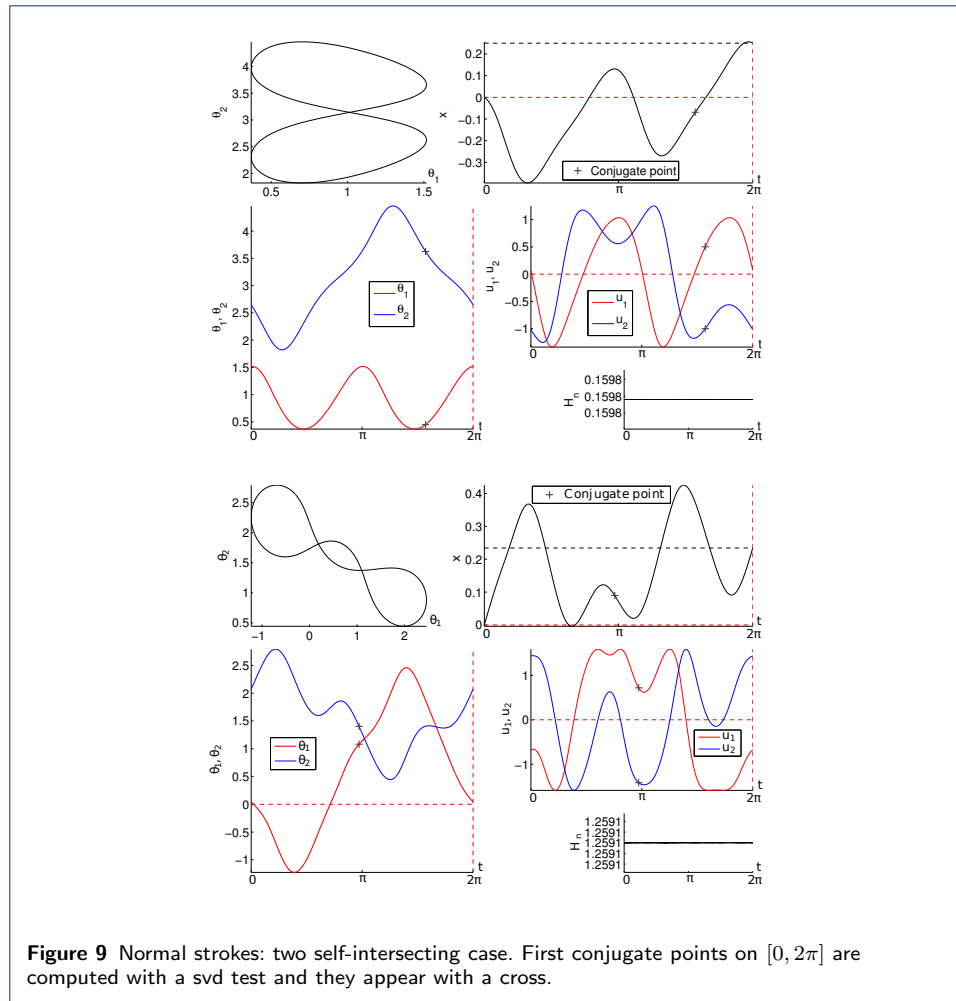 4
3.5
3
2.5
2
θ2
0.5
1
1.5
θ1
0.2
0.1
0
-0.1
-0.2
-0.3
x
+ Conjugate point
0
π
2π
t
4
3.5
3
2.5
2
1.5
1
0.5
θ1, θ2
θ1
θ2
0
π
2π
t
1
0.5
0
−0.5
−1
u1, u2
u1
u2
0
π
2π
t
0.1598
0.1598
0.1598
Hn
0
π
2π
t
2.5
2
1.5
1
0.5
θ2
−1
0
1
2
θ1
0.4
0.3
0.2
0.1
0
x
+ Conjugate point
0
π
2π
t
2.5
2
1.5
1
0.5
0
−0.5
−1
θ1, θ2
θ1
θ2
0
π
2π
t
1
0
−1
u1, u2
u1
u2
0
π
2π
t
1.2591
1.2591
1.2591
1.2591
1.2591
Hn
0
π
2π
t
Figure 9 Normal strokes: two self-intersecting case. First conjugate points on [0, 2π] are
computed with a svd test and they appear with a cross.